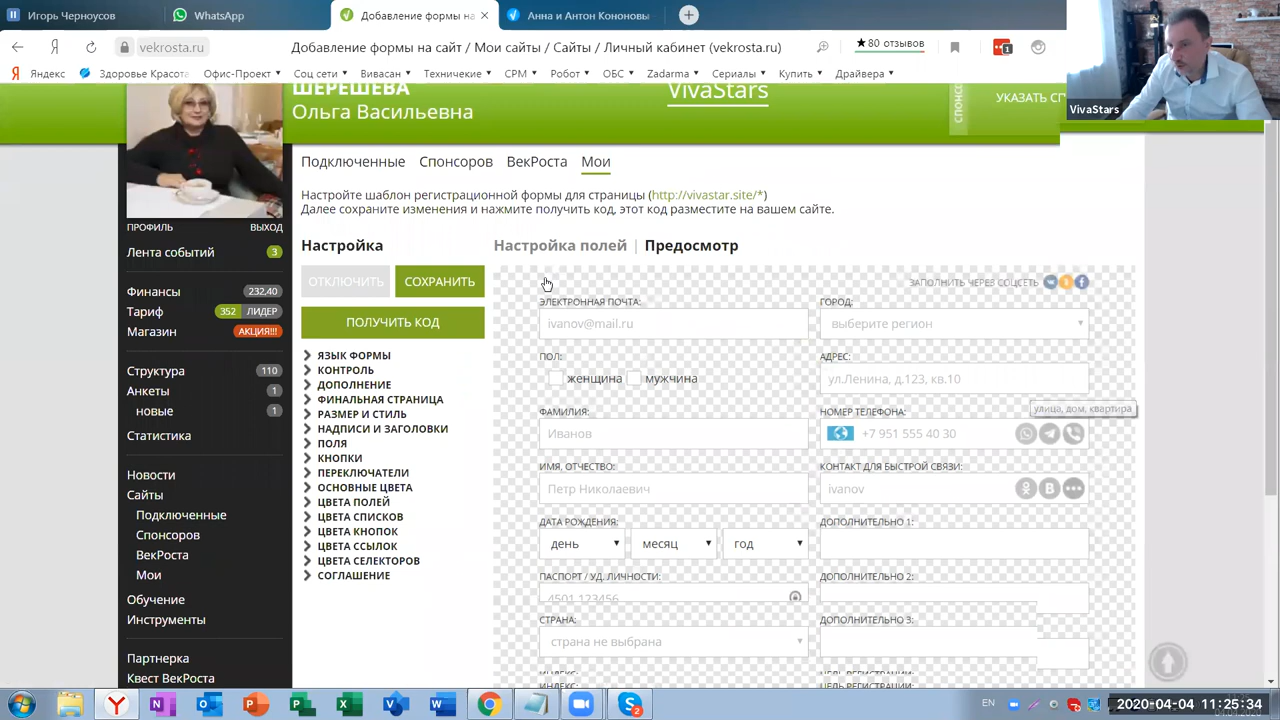 Игорь Черноусов
WhatsApp
Добавление формы на
Анна и Антон Кононовы
vekrosta.ru
Добавление формы на сайт / Мои сайты / Сайты / Личный кабинет (vekrosta.ru)
★80 отзывов
Яндекс
Здоровье Красота
Офис-Проект
Соц сети
Вивасан
Технические
СРМ
Робот
ОБС
Zadarma
Сериалы
Купить
Драйвера
VivaStars
ШЕРЕШЕВА
Ольга Васильевна
VivaStars
УКАЗАТЬ
Подключенные
Спонсоров
ВекРоста
Мои
Настройте шаблон регистрационной формы для страницы (http://vivastar.site/*)
Далее сохраните изменения и нажмите получить код, этот код разместите на вашем сайте.
ПРОФИЛЬ
ВЫХОД
Лента событий 3
Финансы 232,40
Тариф 352 ЛИДЕР
Магазин АКЦИЯ!!!
Структура 110
Анкеты 1
новые 1
Статистика
Новости
Сайты
Подключенные
Спонсоров
ВекРоста
Мои
Обучение
Инструменты
Партнерка
Квест ВекРоста
Настройка
ОТКЛЮЧИТЬ
СОХРАНИТЬ
ПОЛУЧИТЬ КОД
ЯЗЫК ФОРМЫ
КОНТРОЛЬ
ДОПОЛНЕНИЕ
ФИНАЛЬНАЯ СТРАНИЦА
РАЗМЕР И СТИЛЬ
НАДПИСИ И ЗАГОЛОВКИ
ПОЛЯ
КНОПКИ
ПЕРЕКЛЮЧАТЕЛИ
ОСНОВНЫЕ ЦВЕТА
ЦВЕТА ПОЛЕЙ
ЦВЕТА СПИСКОВ
ЦВЕТА КНОПОК
ЦВЕТА ССЫЛОК
ЦВЕТА СЕЛЕКТОРОВ
СОГЛАШЕНИЕ
Настройка полей | Предосмотр
ЗАПОЛНИТЬ ЧЕРЕЗ СОЦСЕТЬ
ЭЛЕКТРОННАЯ ПОЧТА:
ivanov@mail.ru
ПОЛ:
женщина
мужчина
ФАМИЛИЯ:
Иванов
ИМЯ, ОТЧЕСТВО:
Петр Николаевич
ДАТА РОЖДЕНИЯ:
день
месяц
год
ПАСПОРТ / УД. ЛИЧНОСТИ:
4501 123456
СТРАНА:
страна не выбрана
ИНДЕКС:
ИНДЕКС:
ГОРОД:
выберите регион
АДРЕС:
ул.Ленина, д.123, кв.10
улица, дом, квартира
НОМЕР ТЕЛЕФОНА:
+7 951 555 40 30
КОНТАКТ ДЛЯ БЫСТРОЙ СВЯЗИ:
ivanov
ДОПОЛНИТЕЛЬНО 1:
ДОПОЛНИТЕЛЬНО 2:
ДОПОЛНИТЕЛЬНО 3:
ЦЕЛЬ РЕГИСТРАЦИИ:
ЦЕЛЬ РЕГИСТРАЦИИ:
EN
2020-04-04 11:25:34